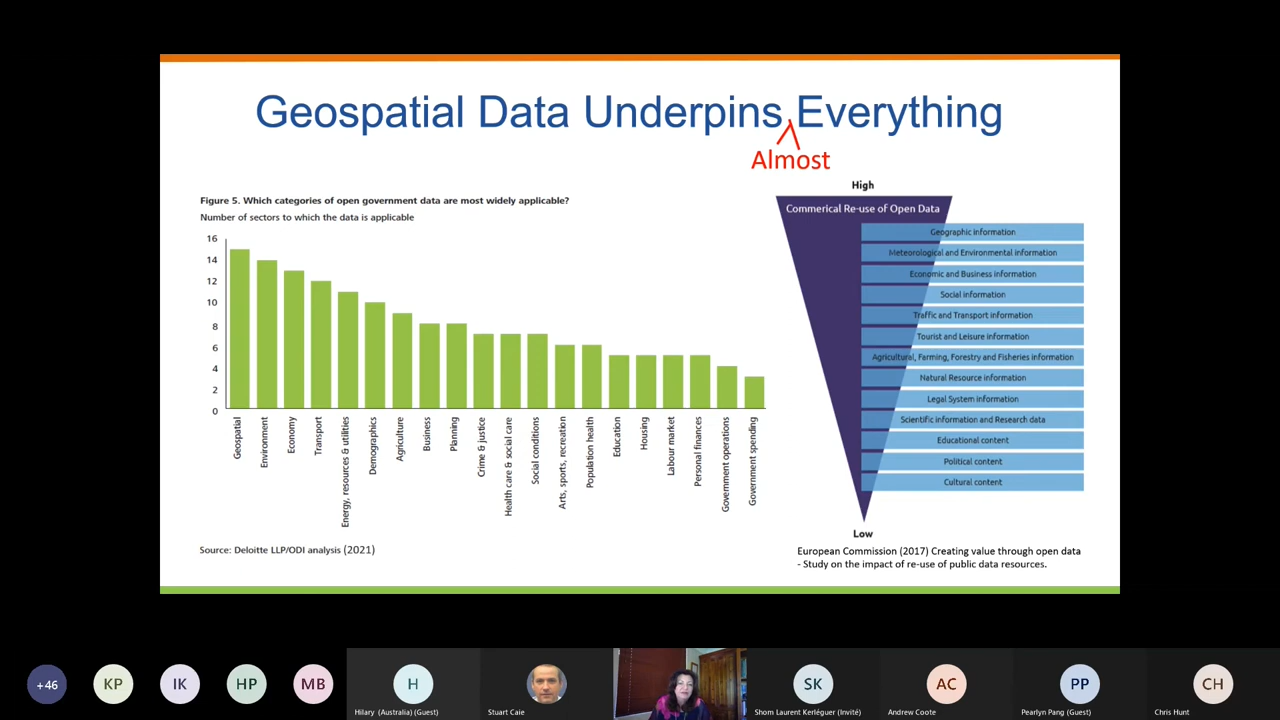 Geospatial Data Underpins Everything
Almost
Figure 5. Which categories of open government data are most widely applicable?
Number of sectors to which the data is applicable
16
14
12
10
8
6
4
2
0
Geospatial
Environment
Economy
Transport
Energy, resources & utilities
Demographics
Agriculture
Business
Planning
Crime & justice
Health care & social care
Social conditions
Arts, sports, recreation
Population health
Education
Housing
Labour market
Personal finances
Government operations
Government spending
Source: Deloitte LLP/ODI analysis (2021)
High
Commerical Re-use of Open Data
Geographic information
Meteorological and Environmental information
Economic and Business information
Social information
Traffic and Transport information
Tourist and Leisure information
Agricultural, Farming, Forestry and Fisheries information
Natural Resource information
Legal System information
Scientific information and Research data
Educational content
Political content
Cultural content
Low
European Commission (2017) Creating value through open data
- Study on the impact of re-use of public data resources.
+46
KP
IK
HP
MB
H
SK
AC
PP
CH
Hilary (Australia) (Guest)
Stuart Caie
Shom Laurent Kerléguer (Invité)
Andrew Coote
Pearlyn Pang (Guest)
Chris Hunt